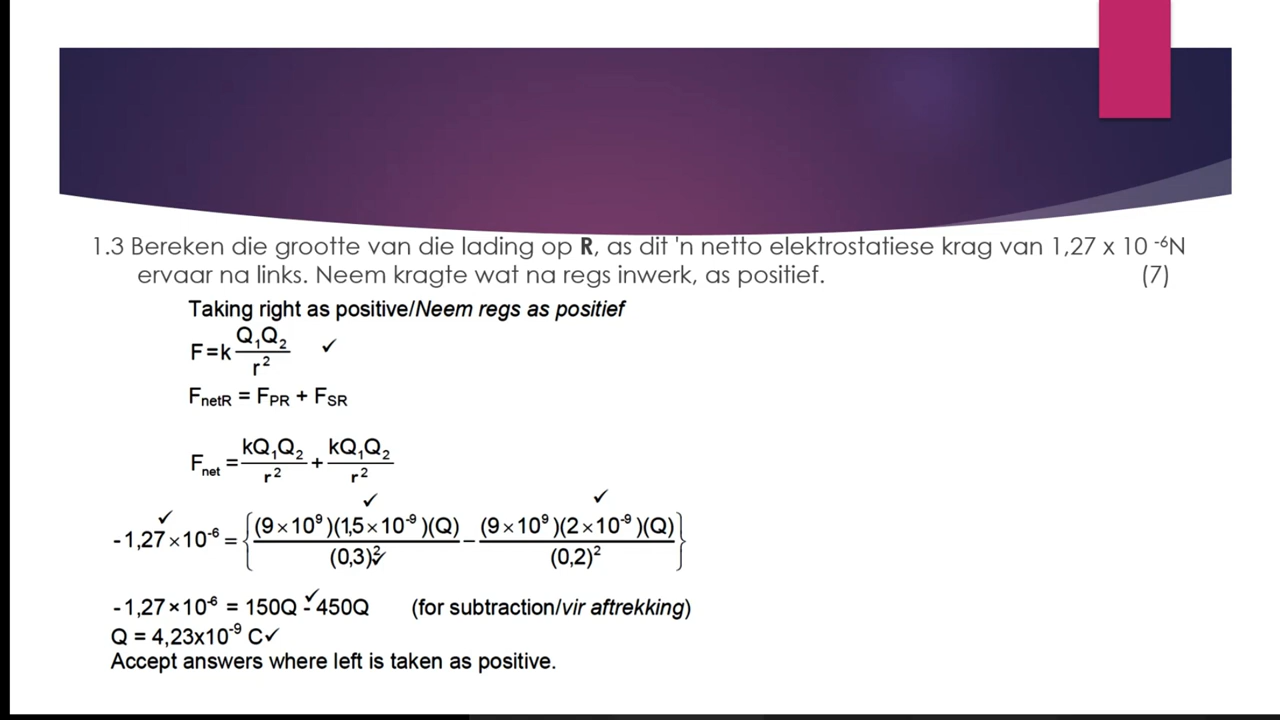 1.3 Bereken die grootte van die lading op R, as dit 'n netto elektrostatiese krag van 1,27 x 10 ⁻⁶N
ervaar na links. Neem kragte wat na regs inwerk, as positief. (7)
Taking right as positive/Neem regs as positief
F=k Q₁Q₂/r² ✓
FnetR = FPR + FSR
Fnet = kQ₁Q₂/r² + kQ₁Q₂/r²
✓ ✓ ✓
-1,27×10⁻⁶ = {(9×10⁹)(1,5×10⁻⁹)(Q)/(0,3)²✓ − (9×10⁹)(2×10⁻⁹)(Q)/(0,2)²}
-1,27×10⁻⁶ = 150Q -✓ 450Q (for subtraction/vir aftrekking)
Q = 4,23x10⁻⁹ C✓
Accept answers where left is taken as positive.